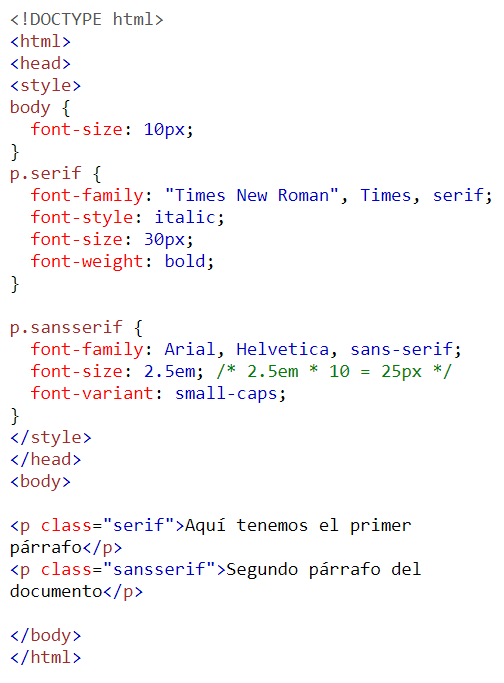 <!DOCTYPE html>
<html>
<head>
<style>
body {
  font-size: 10px;
}
p.serif {
  font-family: "Times New Roman", Times, serif;
  font-style: italic;
  font-size: 30px;
  font-weight: bold;
}

p.sansserif {
  font-family: Arial, Helvetica, sans-serif;
  font-size: 2.5em; /* 2.5em * 10 = 25px */
  font-variant: small-caps;
}
</style>
</head>
<body>

<p class="serif">Aquí tenemos el primer
párrafo</p>
<p class="sansserif">Segundo párrafo del
documento</p>

</body>
</html>